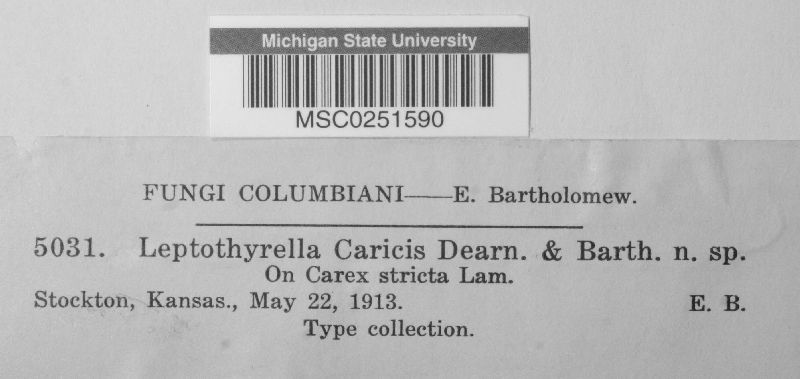 Michigan State University
MSC0251590
FUNGI COLUMBIANI——E. Bartholomew.
5031. Leptothyrella Caricis Dearn. & Barth. n. sp.
On Carex stricta Lam.
Stockton, Kansas., May 22, 1913. E. B.
Type collection.